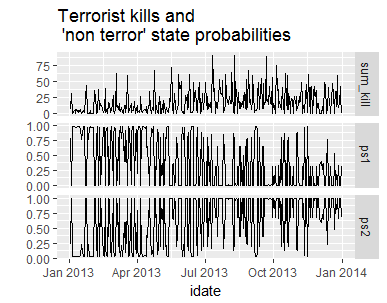 Terrorist kills and
'non terror' state probabilities
75
50
25
0
sum_kill
1.00
0.75
0.50
0.25
0.00
ps1
1.00
0.75
0.50
0.25
0.00
ps2
Jan 2013 Apr 2013 Jul 2013 Oct 2013 Jan 2014
idate